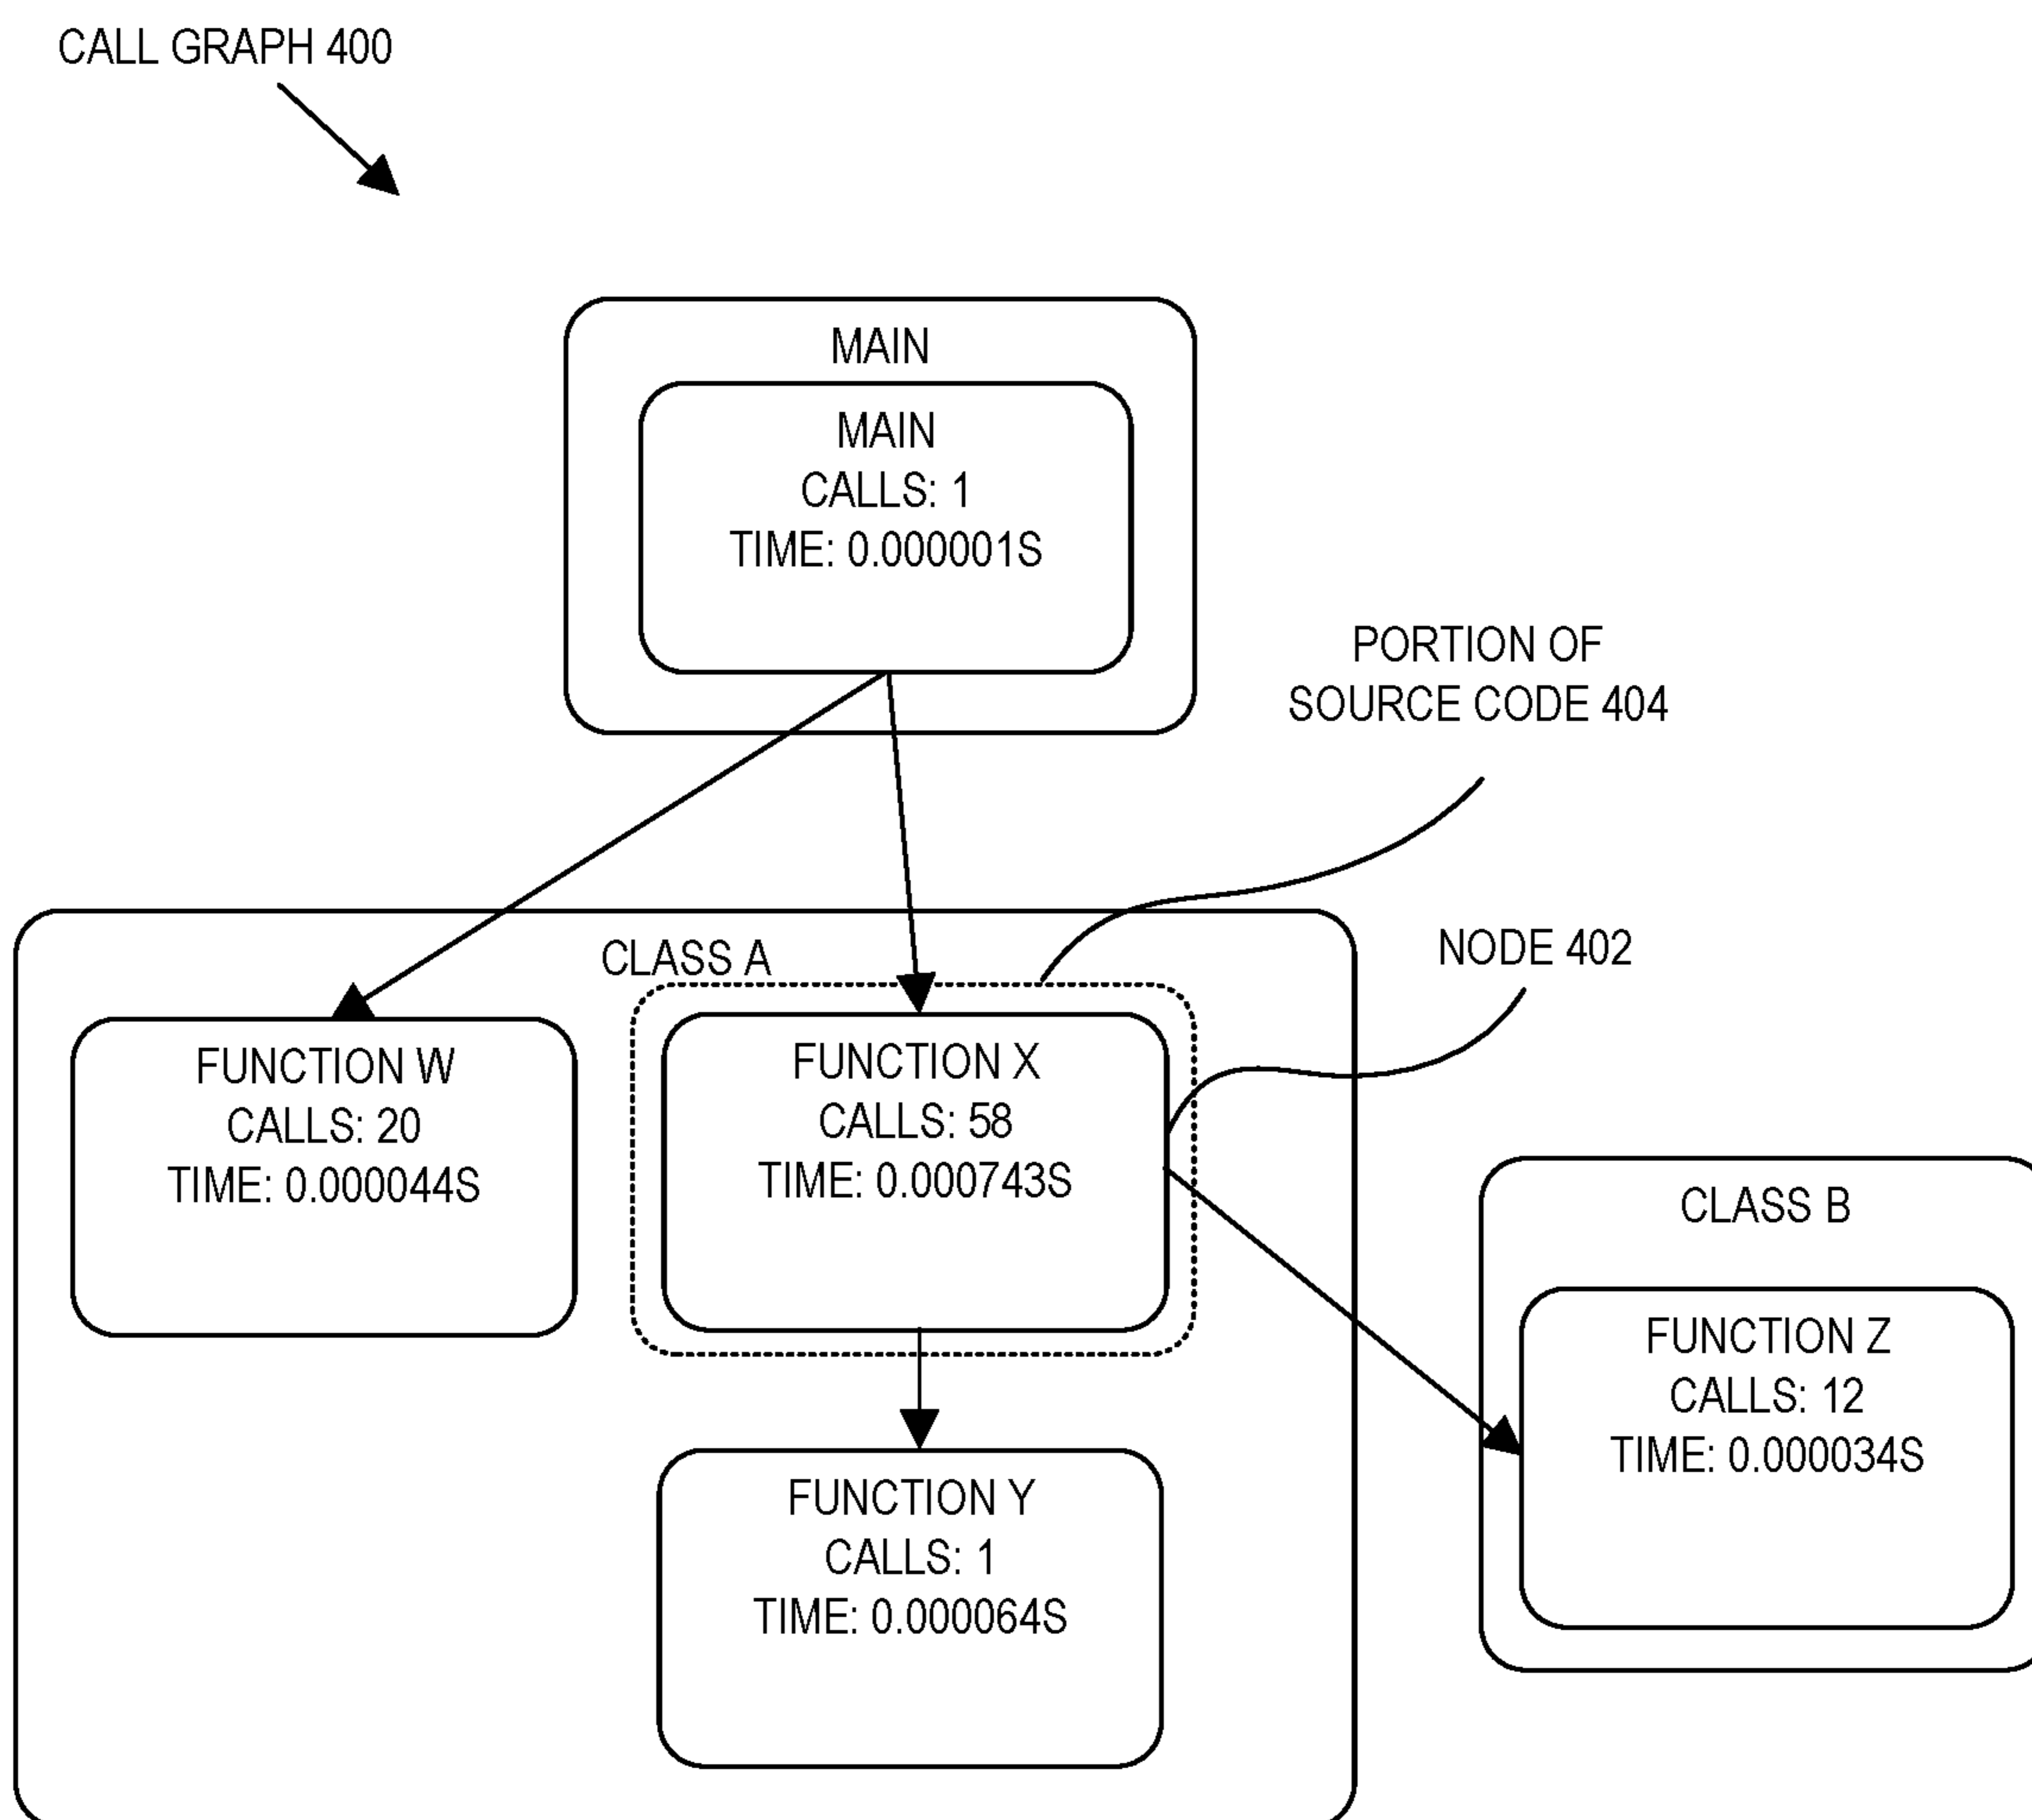 CALL GRAPH 400
MAIN
MAIN
CALLS: 1
TIME: 0.000001S
PORTION OF
SOURCE CODE 404
NODE 402
CLASS A
FUNCTION W
CALLS: 20
TIME: 0.000044S
FUNCTION X
CALLS: 58
TIME: 0.000743S
CLASS B
FUNCTION Z
CALLS: 12
TIME: 0.000034S
FUNCTION Y
CALLS: 1
TIME: 0.000064S